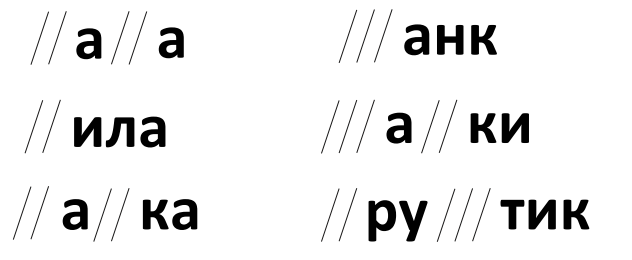 // а // а
/// анк
// ила
/// а // ки
// а // ка
// ру /// тик